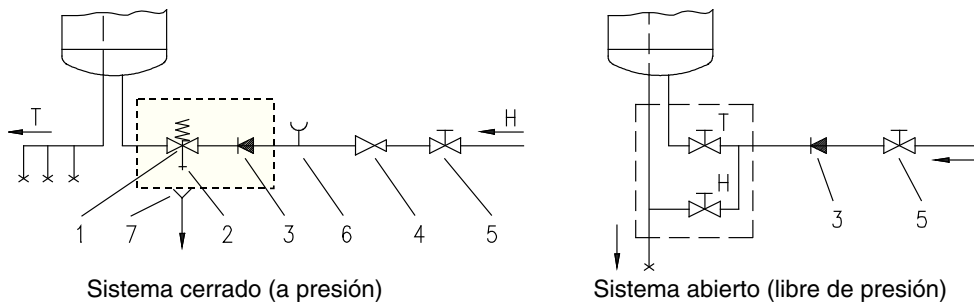 T
H
1
7
2
3
6
4
5
Sistema cerrado (a presión)
T
H
3
5
Sistema abierto (libre de presión)